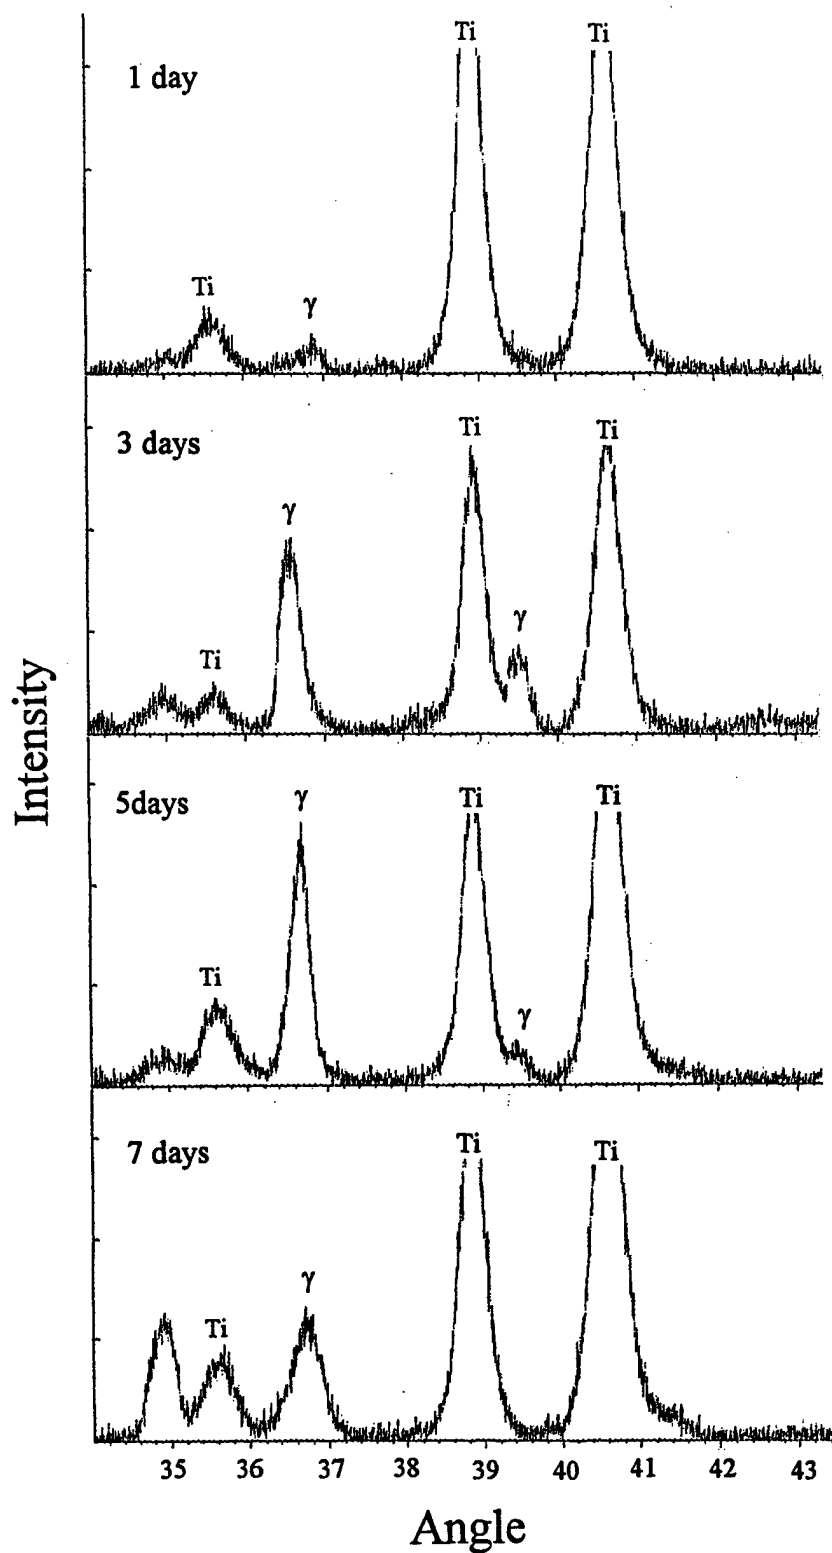 Ti Ti
1 day
Ti
γ
3 days
Ti Ti
γ
γ
Ti
5days
γ
Ti Ti
Ti
γ
7 days
Ti Ti
γ
Ti
35 36 37 38 39 40 41 42 43
Intensity
Angle